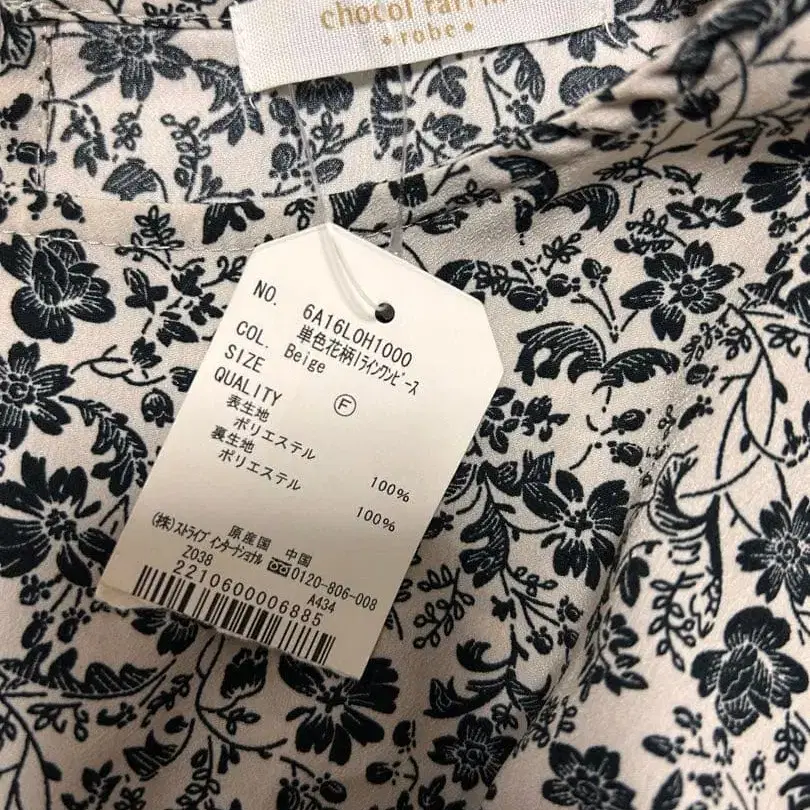 chocol raffin
robe
NO. 6A16L0H1000
単色花柄Iラインワンピース
COL. Beige
SIZE Ⓕ
QUALITY
表生地
ポリエステル 100%
裏生地
ポリエステル 100%
原産国 中国
(株)ストライプ インターナショナル
Z038 0120-806-008
A434
2210600006885